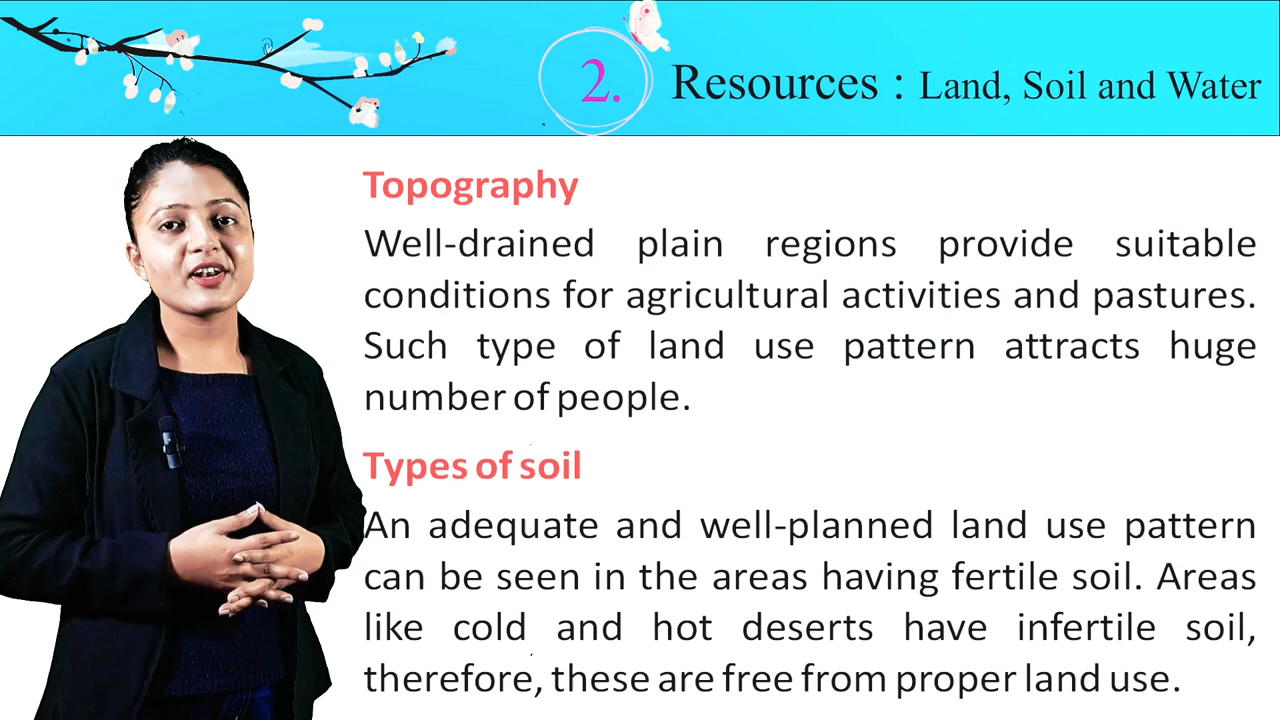 2. Resources : Land, Soil and Water
Topography
Well-drained plain regions provide suitable
conditions for agricultural activities and pastures.
Such type of land use pattern attracts huge
number of people.
Types of soil
An adequate and well-planned land use pattern
can be seen in the areas having fertile soil. Areas
like cold and hot deserts have infertile soil,
therefore, these are free from proper land use.